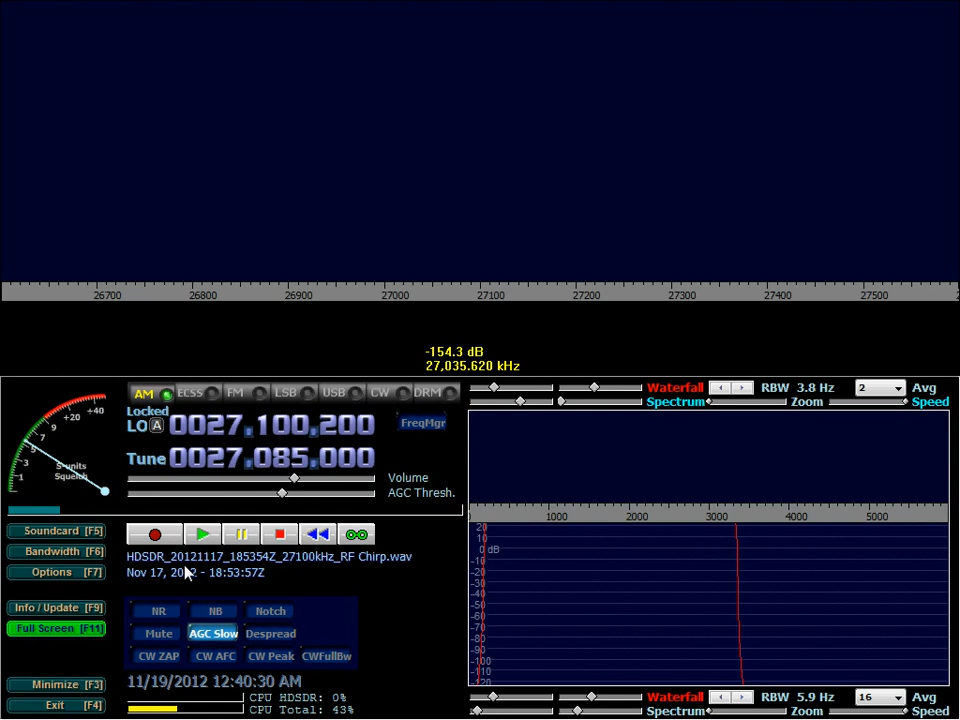 26700 26800 26900 27000 27100 27200 27300 27400 27500
-154.3 dB
27,035.620 kHz
AM ECSS FM LSB USB CW DRM
Locked
LO A 0027.100.200 FreqMgr
Tune 0027.085.000
Volume
AGC Thresh.
1 3 5 7 9 +20 +40
S-units
Squelch
Waterfall RBW 3.8 Hz 2 Avg
Spectrum Zoom Speed
1000 2000 3000 4000 5000
20
10
0 dB
-10
-20
-30
-40
-50
-60
-70
-80
-90
-100
-110
-120
Soundcard [F5]
Bandwidth [F6]
Options [F7]
Info / Update [F9]
Full Screen [F11]
Minimize [F3]
Exit [F4]
HDSDR_20121117_185354Z_27100kHz_RF Chirp.wav
Nov 17, 2012 - 18:53:57Z
NR NB Notch
Mute AGC Slow Despread
CW ZAP CW AFC CW Peak CWFullBw
11/19/2012 12:40:30 AM
CPU HDSDR: 0%
CPU Total: 43%
Waterfall RBW 5.9 Hz 16 Avg
Spectrum Zoom Speed